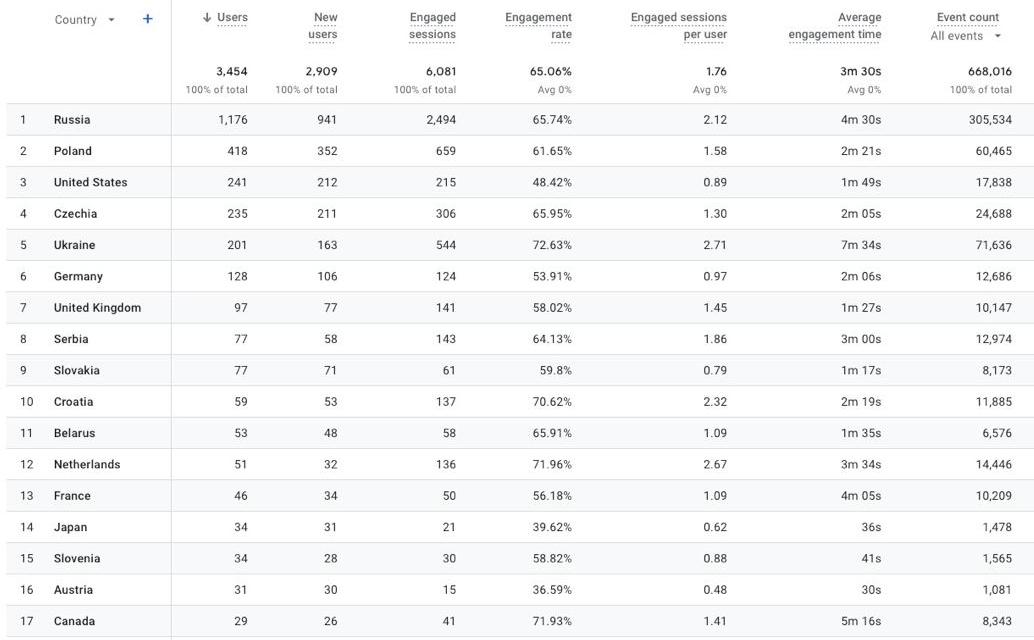 Country + ↓ Users New users Engaged sessions Engagement rate Engaged sessions per user Average engagement time Event count All events
3,454 2,909 6,081 65.06% 1.76 3m 30s 668,016
100% of total 100% of total 100% of total Avg 0% Avg 0% Avg 0% 100% of total
1 Russia 1,176 941 2,494 65.74% 2.12 4m 30s 305,534
2 Poland 418 352 659 61.65% 1.58 2m 21s 60,465
3 United States 241 212 215 48.42% 0.89 1m 49s 17,838
4 Czechia 235 211 306 65.95% 1.30 2m 05s 24,688
5 Ukraine 201 163 544 72.63% 2.71 7m 34s 71,636
6 Germany 128 106 124 53.91% 0.97 2m 06s 12,686
7 United Kingdom 97 77 141 58.02% 1.45 1m 27s 10,147
8 Serbia 77 58 143 64.13% 1.86 3m 00s 12,974
9 Slovakia 77 71 61 59.8% 0.79 1m 17s 8,173
10 Croatia 59 53 137 70.62% 2.32 2m 19s 11,885
11 Belarus 53 48 58 65.91% 1.09 1m 35s 6,576
12 Netherlands 51 32 136 71.96% 2.67 3m 34s 14,446
13 France 46 34 50 56.18% 1.09 4m 05s 10,209
14 Japan 34 31 21 39.62% 0.62 36s 1,478
15 Slovenia 34 28 30 58.82% 0.88 41s 1,565
16 Austria 31 30 15 36.59% 0.48 30s 1,081
17 Canada 29 26 41 71.93% 1.41 5m 16s 8,343